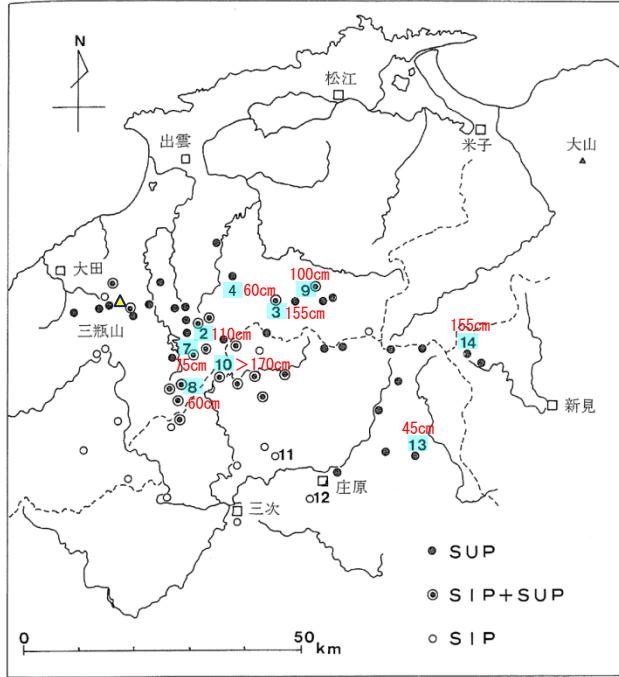 N
松江
出雲
米子
大山
大田
三瓶山
100cm
4 60cm 9
3 155cm
155cm
14
2 110cm
7
75cm
10 >170cm
8
60cm
新見
45cm
13
11
12
庄原
三次
SUP
SIP+SUP
SIP
0 50
km